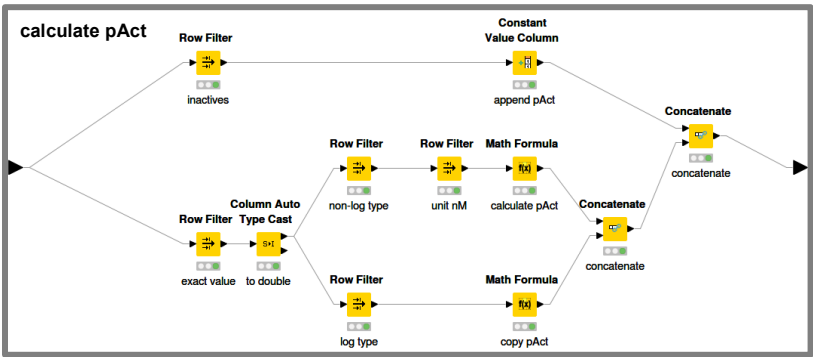 calculate pAct
Row Filter
inactives
Constant
Value Column
append pAct
Concatenate
concatenate
Row Filter
non-log type
Row Filter
unit nM
Math Formula
f(x)
calculate pAct
Concatenate
concatenate
Row Filter
exact value
Column Auto
Type Cast
S▸I
to double
Row Filter
log type
Math Formula
f(x)
copy pAct